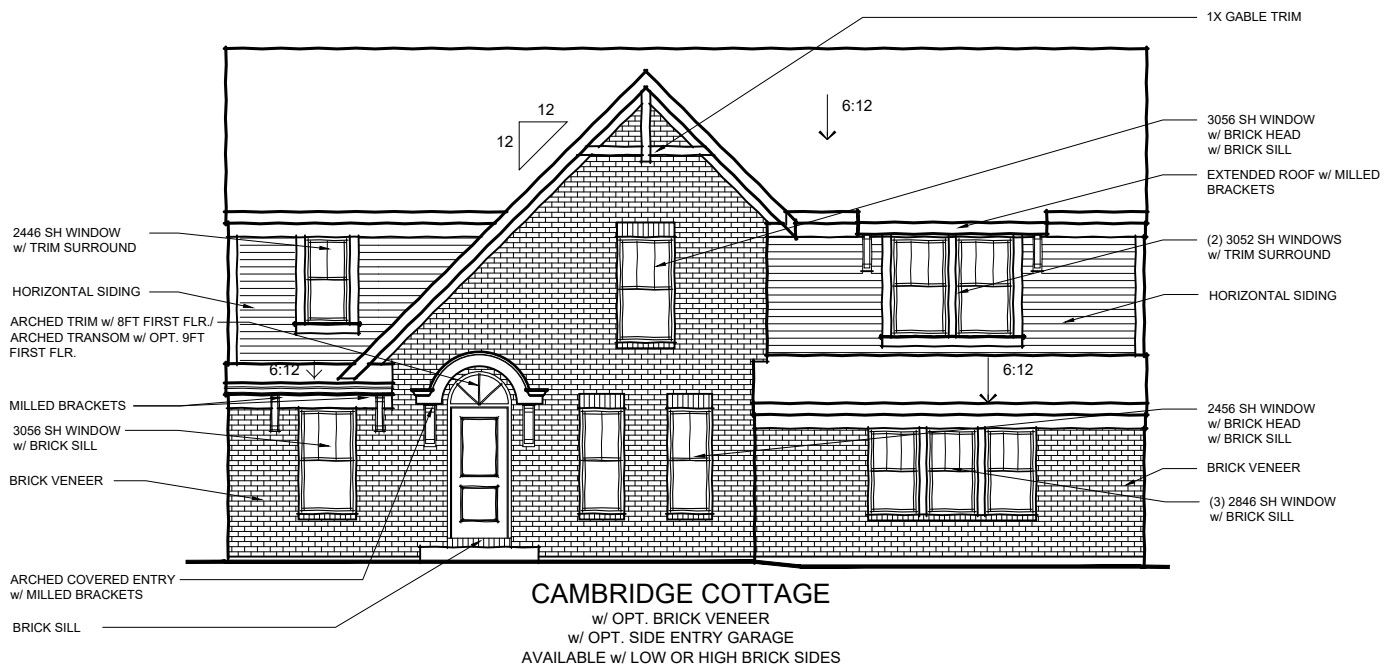 1X GABLE TRIM
12
12
6:12
3056 SH WINDOW
w/ BRICK HEAD
w/ BRICK SILL
EXTENDED ROOF w/ MILLED
BRACKETS
2446 SH WINDOW
w/ TRIM SURROUND
(2) 3052 SH WINDOWS
w/ TRIM SURROUND
HORIZONTAL SIDING
HORIZONTAL SIDING
ARCHED TRIM w/ 8FT FIRST FLR./
ARCHED TRANSOM w/ OPT. 9FT
FIRST FLR.
6:12
6:12
MILLED BRACKETS
2456 SH WINDOW
w/ BRICK HEAD
w/ BRICK SILL
3056 SH WINDOW
w/ BRICK SILL
BRICK VENEER
BRICK VENEER
(3) 2846 SH WINDOW
w/ BRICK SILL
ARCHED COVERED ENTRY
w/ MILLED BRACKETS
BRICK SILL
CAMBRIDGE COTTAGE
w/ OPT. BRICK VENEER
w/ OPT. SIDE ENTRY GARAGE
AVAILABLE w/ LOW OR HIGH BRICK SIDES